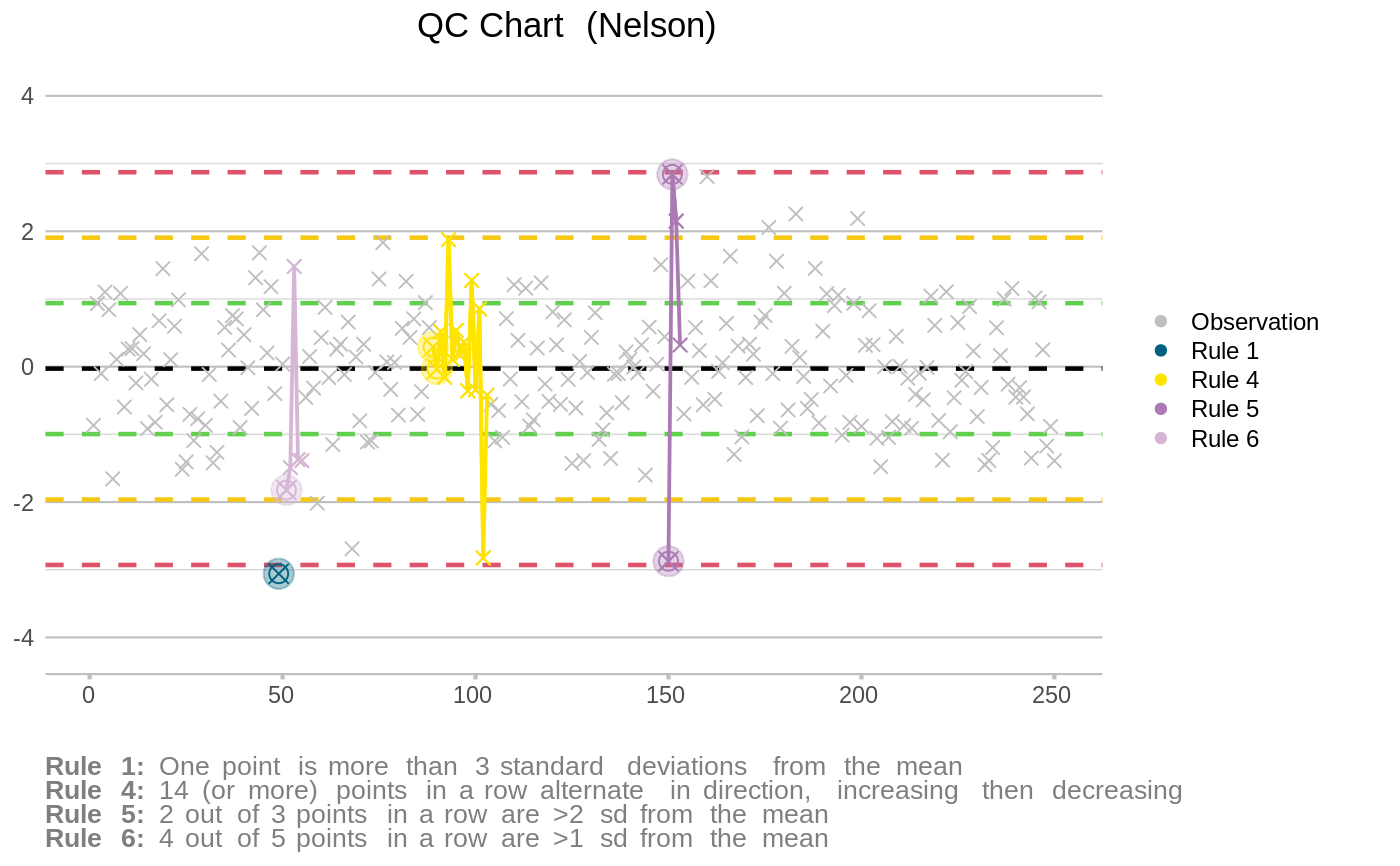 QC Chart (Nelson)
4
2
0
-2
-4
0 50 100 150 200 250
Observation
Rule 1
Rule 4
Rule 5
Rule 6
Rule 1: One point is more than 3 standard deviations from the mean
Rule 4: 14 (or more) points in a row alternate in direction, increasing then decreasing
Rule 5: 2 out of 3 points in a row are >2 sd from the mean
Rule 6: 4 out of 5 points in a row are >1 sd from the mean